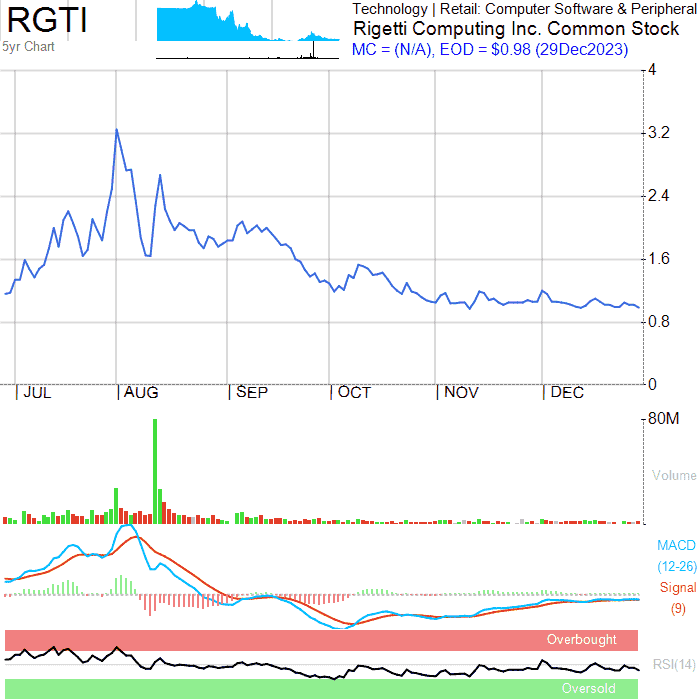 RGTI
5yr Chart
Technology | Retail: Computer Software & Peripheral
Rigetti Computing Inc. Common Stock
MC = (N/A), EOD = $0.98 (29Dec2023)
4
3.2
2.4
1.6
0.8
0
JUL
AUG
SEP
OCT
NOV
DEC
80M
Volume
MACD
(12-26)
Signal
(9)
Overbought
RSI(14)
Oversold